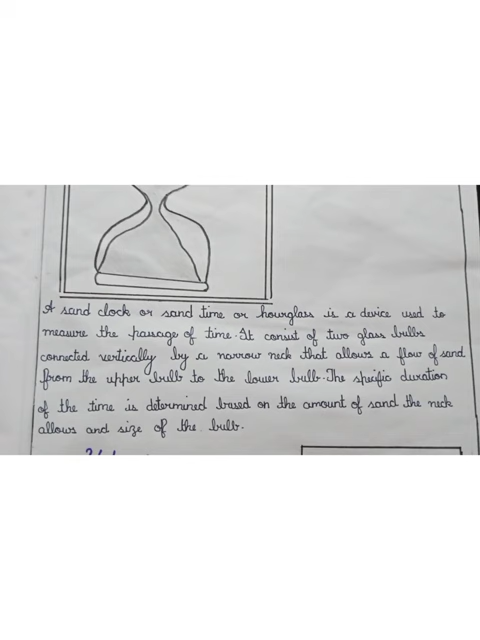 A sand clock or sand time or hourglass is a device used to
measure the passage of time. It consist of two glass bulbs
connected vertically by a narrow neck that allows a flow of sand
from the upper bulb to the lower bulb. The specific duration
of the time is determined based on the amount of sand the neck
allows and size of the bulb.